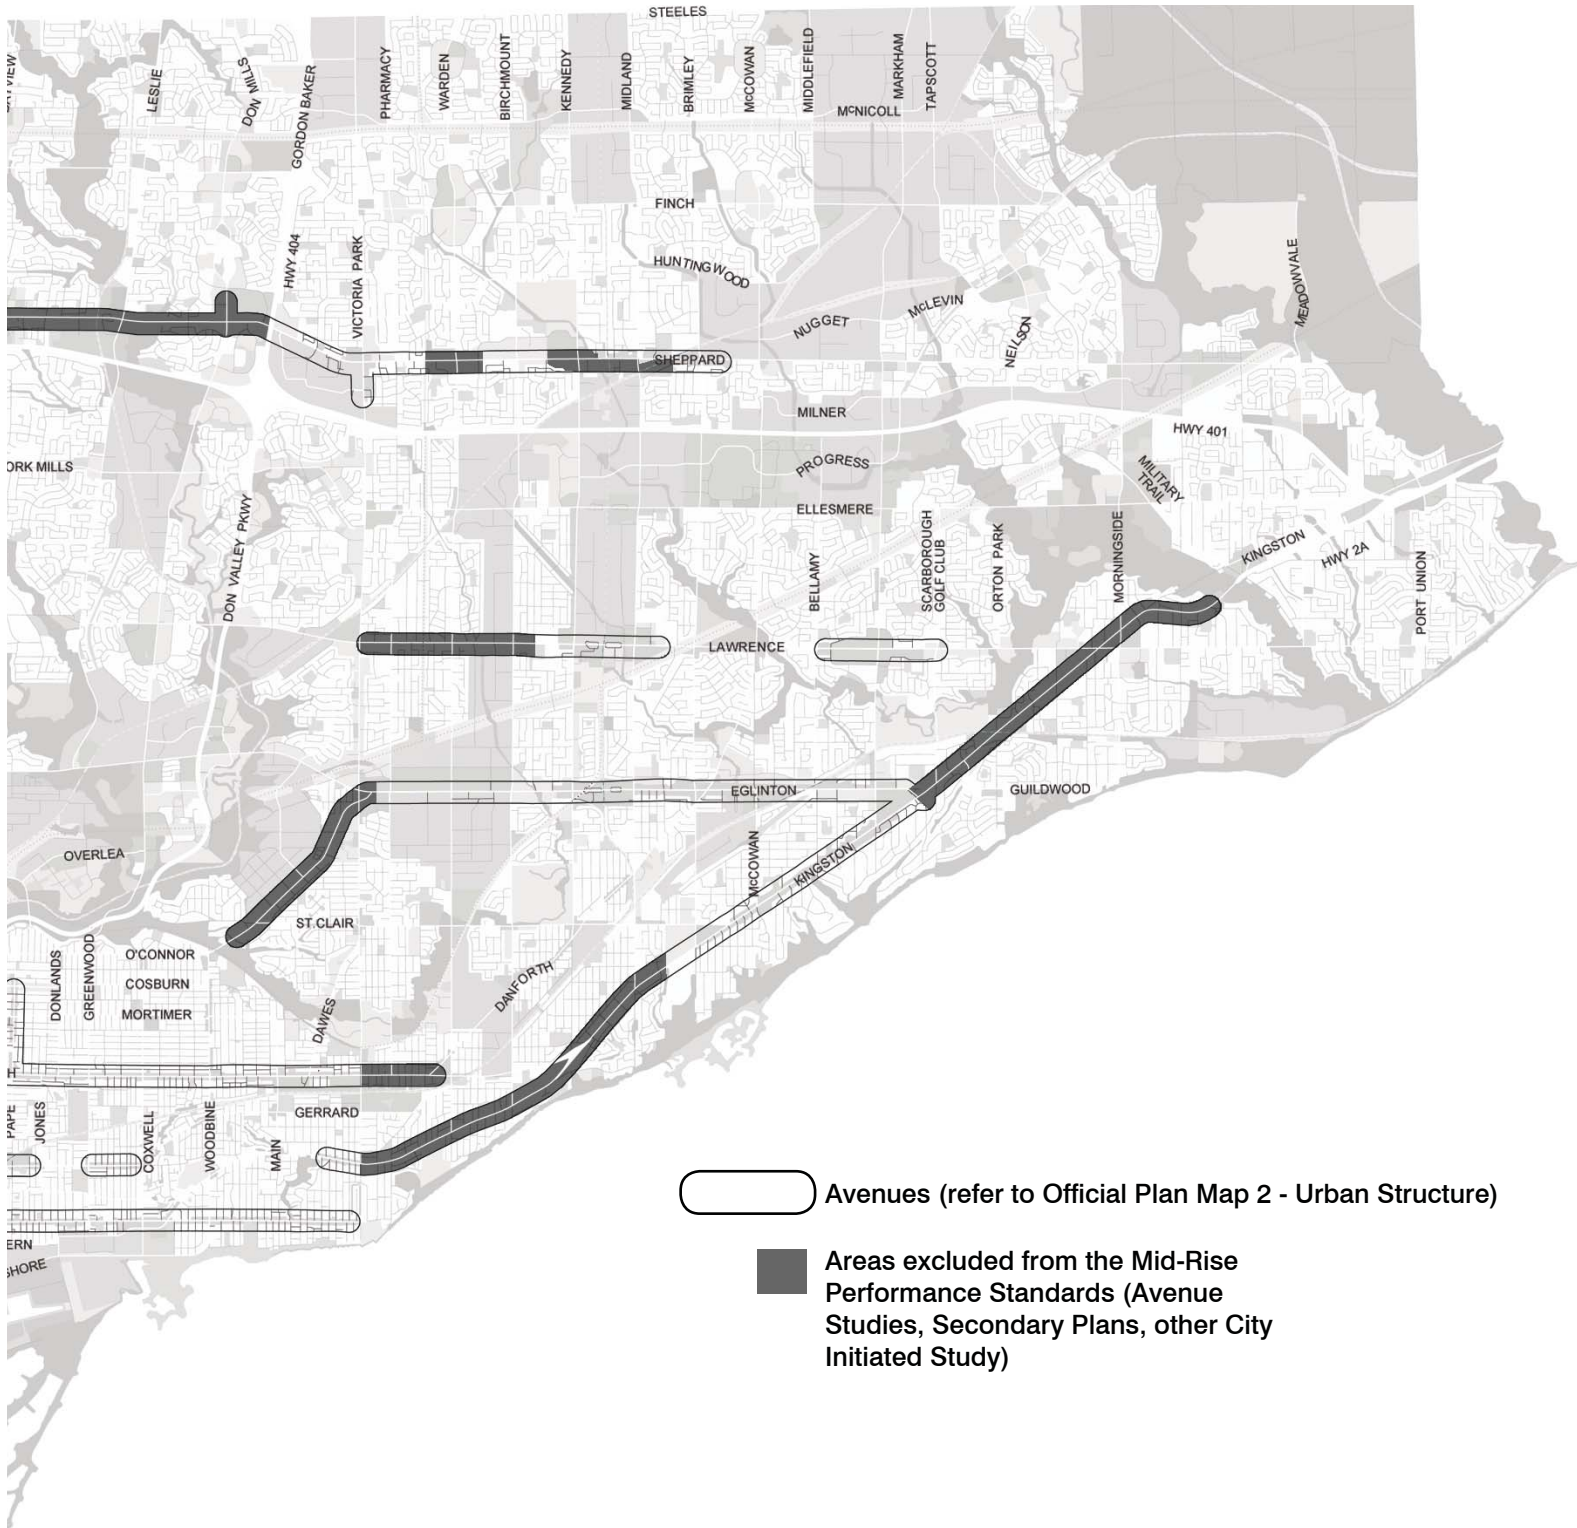 STEELES
LESLIE
DON MILLS
GORDON BAKER
PHARMACY
WARDEN
BIRCHMOUNT
KENNEDY
MIDLAND
BRIMLEY
McCOWAN
MIDDLEFIELD
MARKHAM
TAPSCOTT
McNICOLL
FINCH
HWY 404
VICTORIA PARK
HUNTINGWOOD
NUGGET
McLEVIN
NEILSON
MEADOWVALE
SHEPPARD
MILNER
HWY 401
ORK MILLS
PROGRESS
MILITARY
TRAIL
ELLESMERE
DON VALLEY PKWY
BELLAMY
SCARBOROUGH
GOLF CLUB
ORTON PARK
MORNINGSIDE
KINGSTON
HWY 2A
PORT UNION
LAWRENCE
EGLINTON
GUILDWOOD
OVERLEA
McCOWAN
KINGSTON
ST.CLAIR
DONLANDS
GREENWOOD
O'CONNOR
COSBURN
MORTIMER
DAWES
DANFORTH
H
PAPE
JONES
COXWELL
WOODBINE
MAIN
GERRARD
ERN
SHORE
Avenues (refer to Official Plan Map 2 - Urban Structure)
Areas excluded from the Mid-Rise
Performance Standards (Avenue
Studies, Secondary Plans, other City
Initiated Study)